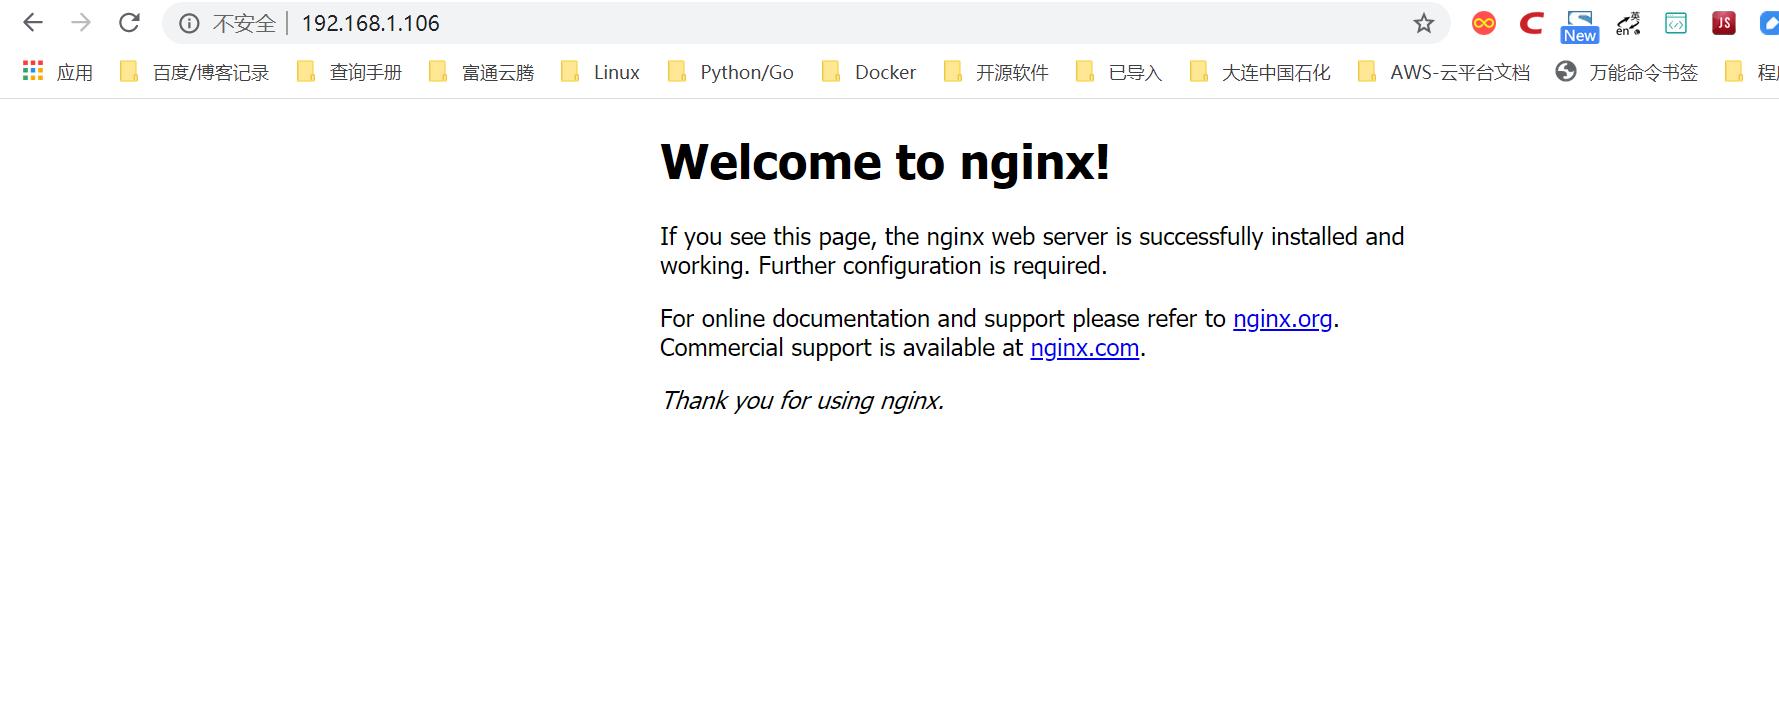 不安全 192.168.1.106
New
英
en
JS
应用 百度/博客记录 查询手册 富通云腾 Linux Python/Go Docker 开源软件 已导入 大连中国石化 AWS-云平台文档 万能命令书签
Welcome to nginx!
If you see this page, the nginx web server is successfully installed and
working. Further configuration is required.
For online documentation and support please refer to nginx.org.
Commercial support is available at nginx.com.
Thank you for using nginx.